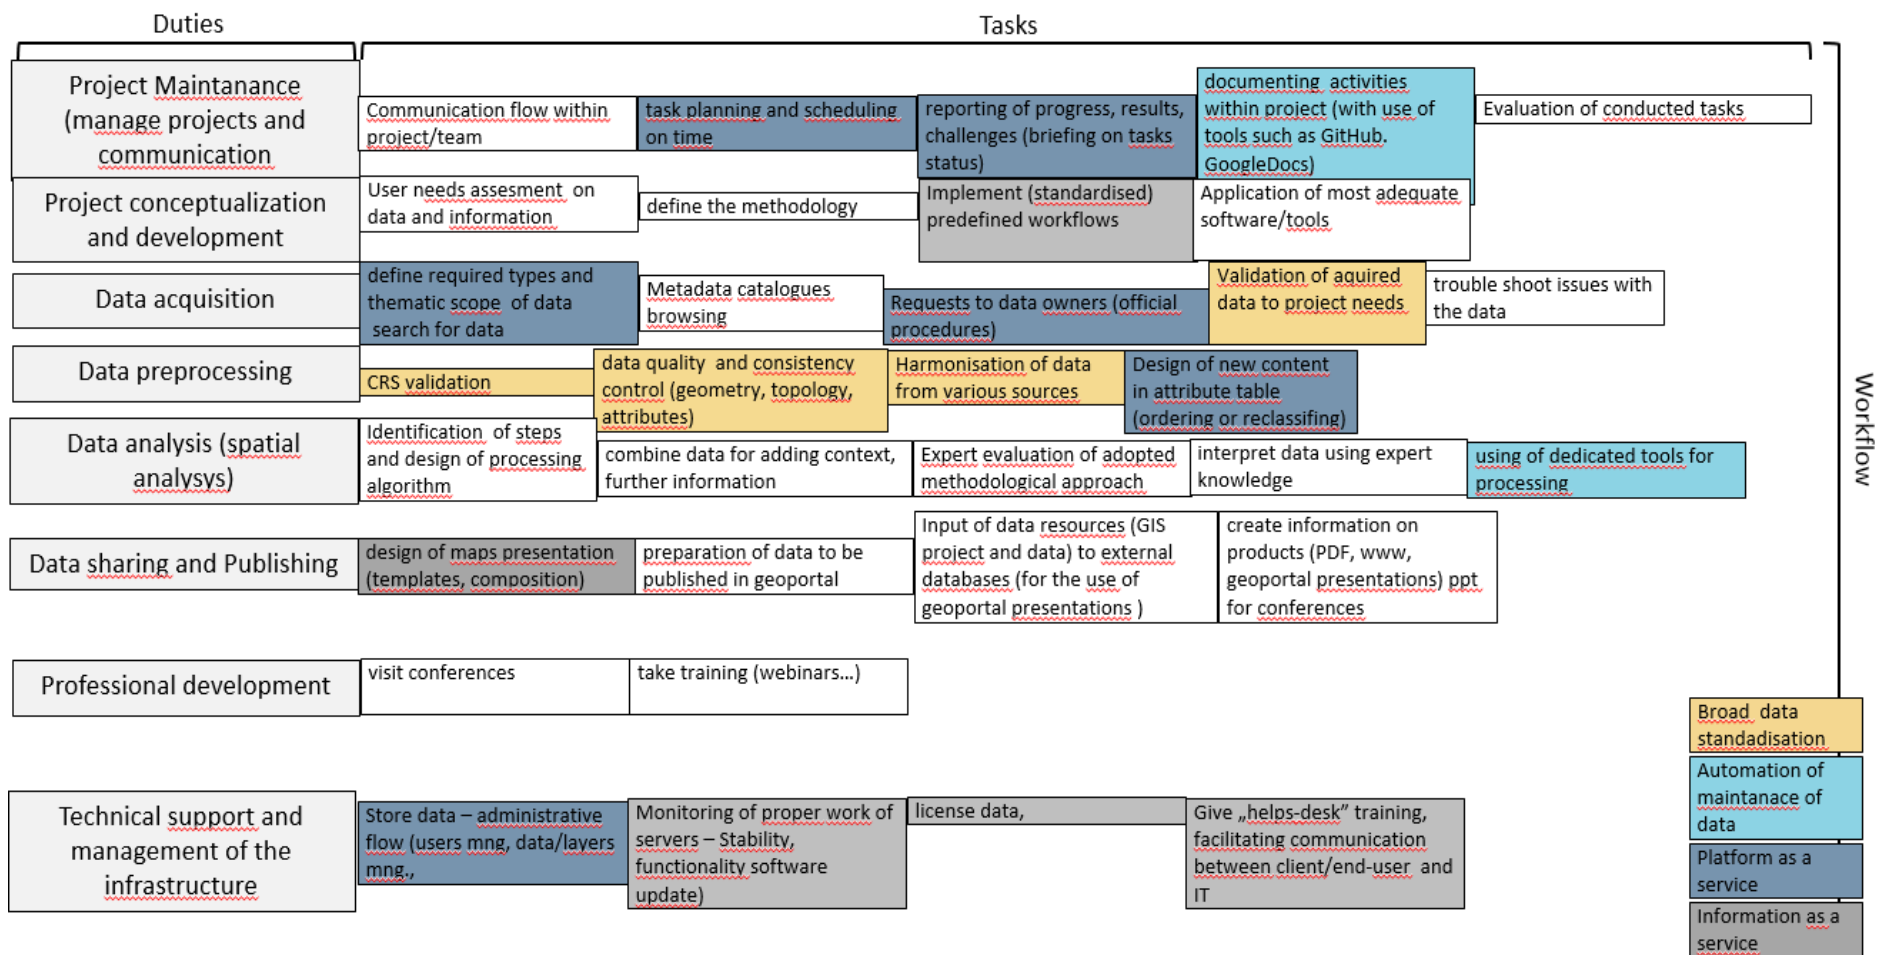 Duties
Tasks
Project Maintanance
(manage projects and
communication
Communication flow within
project/team
task planning and scheduling
on time
reporting of progress, results,
challenges (briefing on tasks
status)
documenting activities
within project (with use of
tools such as GitHub.
GoogleDocs)
Evaluation of conducted tasks
Project conceptualization
and development
User needs assesment on
data and information
define the methodology
Implement (standardised)
predefined workflows
Application of most adequate
software/tools
Data acquisition
define required types and
thematic scope of data
search for data
Metadata catalogues
browsing
Requests to data owners (official
procedures)
Validation of aquired
data to project needs
trouble shoot issues with
the data
Data preprocessing
CRS validation
data quality and consistency
control (geometry, topology,
attributes)
Harmonisation of data
from various sources
Design of new content
in attribute table
(ordering or reclassifing)
Data analysis (spatial
analysys)
Identification of steps
and design of processing
algorithm
combine data for adding context,
further information
Expert evaluation of adopted
methodological approach
interpret data using expert
knowledge
using of dedicated tools for
processing
Data sharing and Publishing
design of maps presentation
(templates, composition)
preparation of data to be
published in geoportal
Input of data resources (GIS
project and data) to external
databases (for the use of
geoportal presentations )
create information on
products (PDF, www,
geoportal presentations) ppt
for conferences
Professional development
visit conferences
take training (webinars…)
Technical support and
management of the
infrastructure
Store data – administrative
flow (users mng, data/layers
mng.,
Monitoring of proper work of
servers – Stability,
functionality software
update)
license data,
Give „helps-desk” training,
facilitating communication
between client/end-user and
IT
Workflow
Broad data
standadisation
Automation of
maintanace of
data
Platform as a
service
Information as a
service